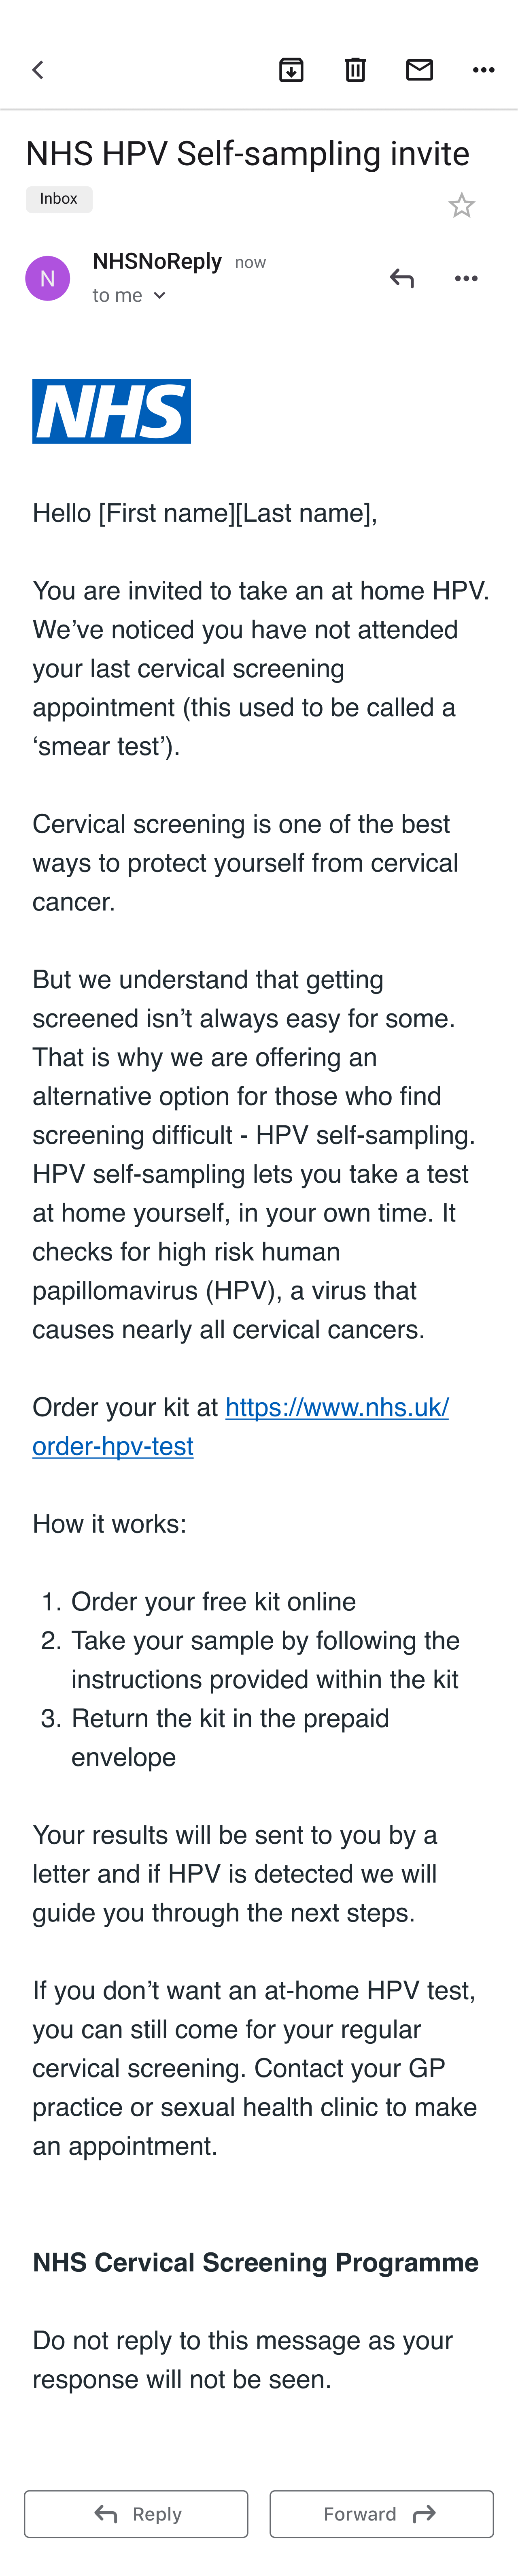 NHS HPV Self-sampling invite
Inbox
N
NHSNoReply now
to me
NHS
Hello [First name][Last name],
You are invited to take an at home HPV.
We’ve noticed you have not attended
your last cervical screening
appointment (this used to be called a
‘smear test’).
Cervical screening is one of the best
ways to protect yourself from cervical
cancer.
But we understand that getting
screened isn’t always easy for some.
That is why we are offering an
alternative option for those who find
screening difficult - HPV self-sampling.
HPV self-sampling lets you take a test
at home yourself, in your own time. It
checks for high risk human
papillomavirus (HPV), a virus that
causes nearly all cervical cancers.
Order your kit at https://www.nhs.uk/
order-hpv-test
How it works:
1. Order your free kit online
2. Take your sample by following the
instructions provided within the kit
3. Return the kit in the prepaid
envelope
Your results will be sent to you by a
letter and if HPV is detected we will
guide you through the next steps.
If you don’t want an at-home HPV test,
you can still come for your regular
cervical screening. Contact your GP
practice or sexual health clinic to make
an appointment.
NHS Cervical Screening Programme
Do not reply to this message as your
response will not be seen.
Reply
Forward